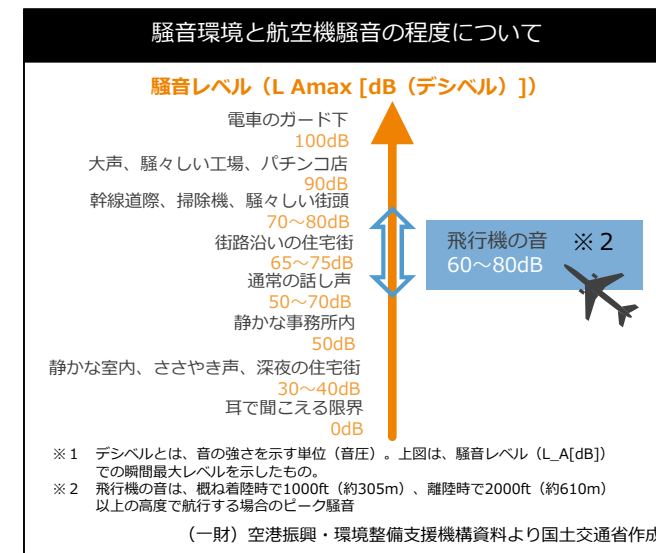 騒音環境と航空機騒音の程度について
騒音レベル（L Amax [dB（デシベル）]）
電車のガード下
100dB
大声、騒々しい工場、パチンコ店
90dB
幹線道際、掃除機、騒々しい街頭
70～80dB
街路沿いの住宅街
65～75dB
通常の話し声
50～70dB
静かな事務所内
50dB
静かな室内、ささやき声、深夜の住宅街
30～40dB
耳で聞こえる限界
0dB
飛行機の音 ※２
60～80dB
※１ デシベルとは、音の強さを示す単位（音圧）。上図は、騒音レベル（L_A[dB]）
での瞬間最大レベルを示したもの。
※２ 飛行機の音は、概ね着陸時で1000ft（約305m）、離陸時で2000ft（約610m）
以上の高度で航行する場合のピーク騒音
（一財）空港振興・環境整備支援機構資料より国土交通省作成